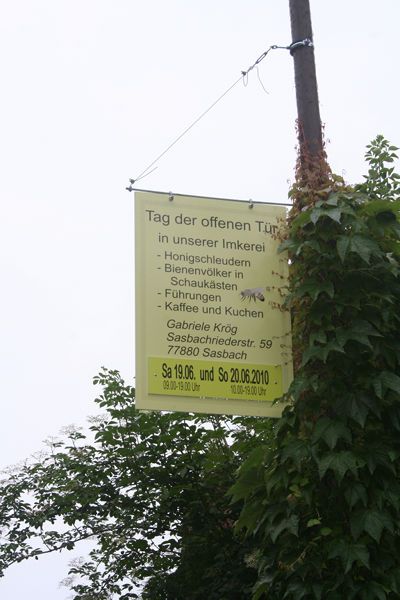 Tag der offenen Tür
in unserer Imkerei
- Honigschleudern
- Bienenvölker in
Schaukästen
- Führungen
- Kaffee und Kuchen
Gabriele Krög
Sasbachriederstr. 59
77880 Sasbach
Sa 19.06. und So 20.06.2010
09.00-19.00 Uhr 10.00-19.00 Uhr